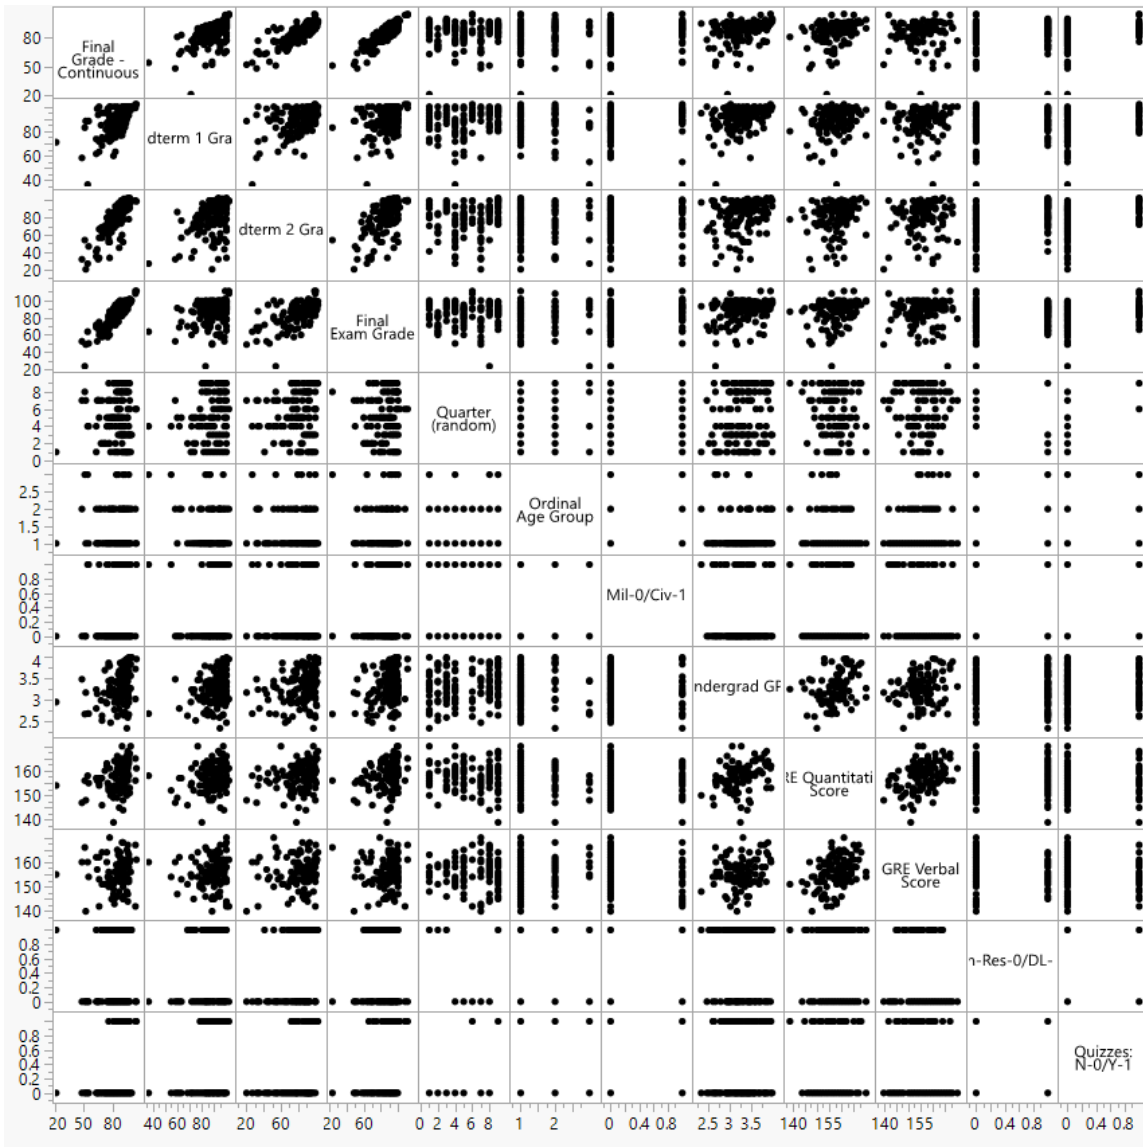 80
50
20
Final
Grade -
Continuous
80
60
40
dterm 1 Gra
80
60
40
20
dterm 2 Gra
100
80
60
40
20
Final
Exam Grade
8
6
4
2
0
Quarter
(random)
2.5
2
1.5
1
Ordinal
Age Group
0.8
0.6
0.4
0.2
0
Mil-0/Civ-1
4
3.5
3
2.5
ndergrad GF
160
150
140
RE Quantitati
Score
160
150
140
GRE Verbal
Score
0.8
0.6
0.4
0.2
0
n-Res-0/DL-
0.8
0.6
0.4
0.2
0
Quizzes:
N-0/Y-1
20 50 80 40 60 80 20 60 60 0 2 4 6 8 1 2 0 0.4 0.8 2.5 3 3.5 140 155 140 155 0 0.4 0.8 0 0.4 0.8